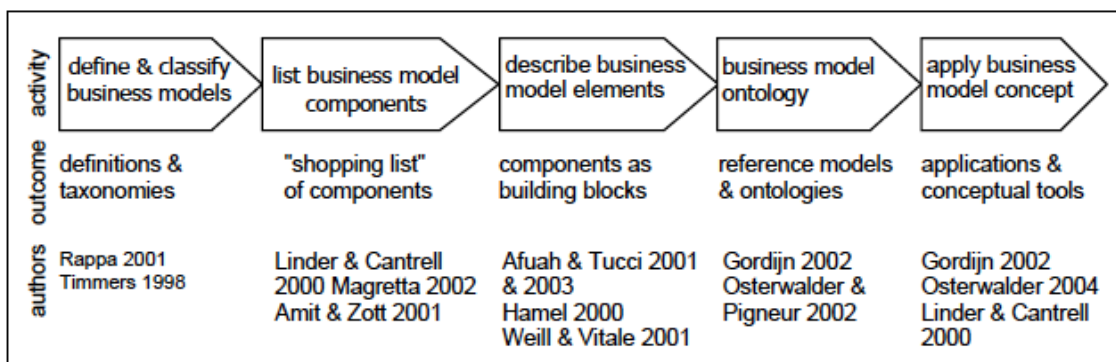 activity
define & classify
business models
list business model
components
describe business
model elements
business model
ontology
apply business
model concept
outcome
definitions &
taxonomies
"shopping list"
of components
components as
building blocks
reference models
& ontologies
applications &
conceptual tools
authors
Rappa 2001
Timmers 1998
Linder & Cantrell
2000 Magretta 2002
Amit & Zott 2001
Afuah & Tucci 2001
& 2003
Hamel 2000
Weill & Vitale 2001
Gordijn 2002
Osterwalder &
Pigneur 2002
Gordijn 2002
Osterwalder 2004
Linder & Cantrell
2000